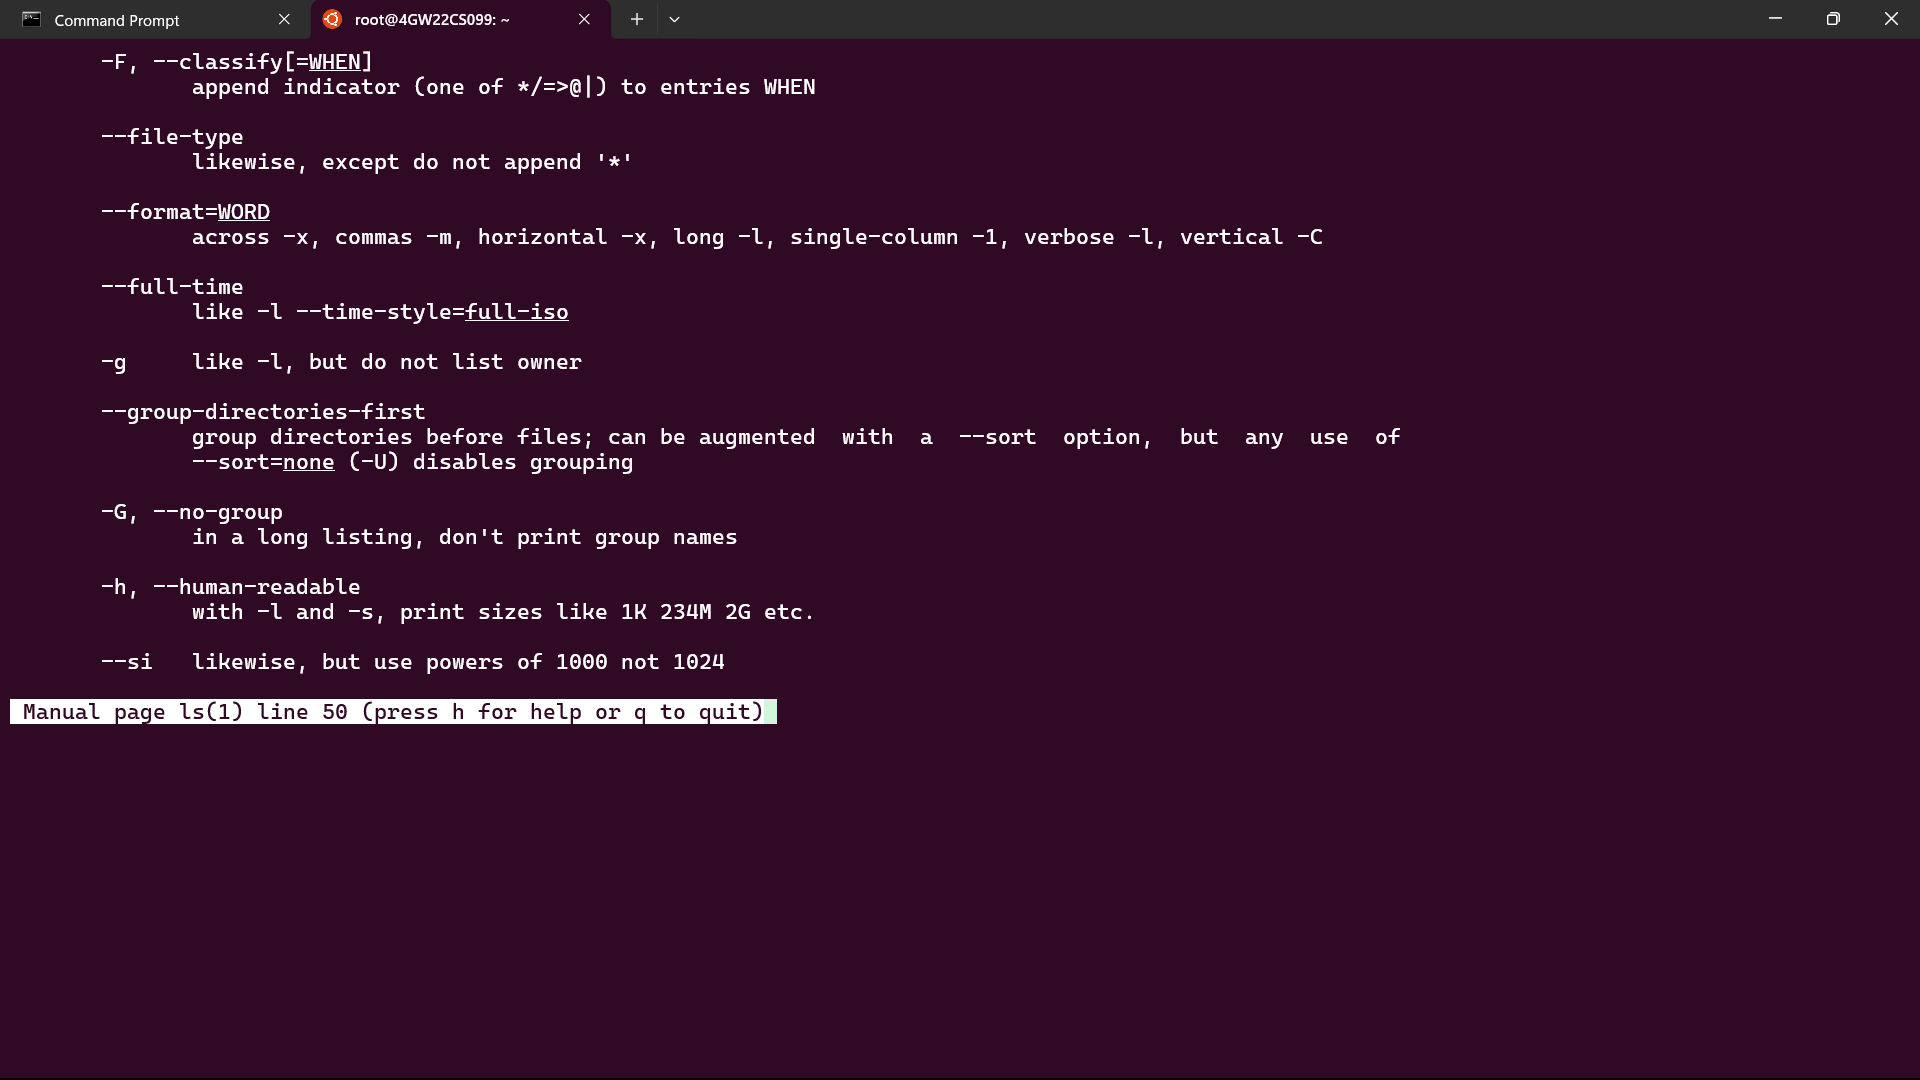 Command Prompt
root@4GW22CS099: ~
-F, --classify[=WHEN]
append indicator (one of */=>@|) to entries WHEN
--file-type
likewise, except do not append '*'
--format=WORD
across -x, commas -m, horizontal -x, long -l, single-column -1, verbose -l, vertical -C
--full-time
like -l --time-style=full-iso
-g     like -l, but do not list owner
--group-directories-first
group directories before files; can be augmented  with  a  --sort  option,  but  any  use  of
--sort=none (-U) disables grouping
-G, --no-group
in a long listing, don't print group names
-h, --human-readable
with -l and -s, print sizes like 1K 234M 2G etc.
--si   likewise, but use powers of 1000 not 1024
Manual page ls(1) line 50 (press h for help or q to quit)